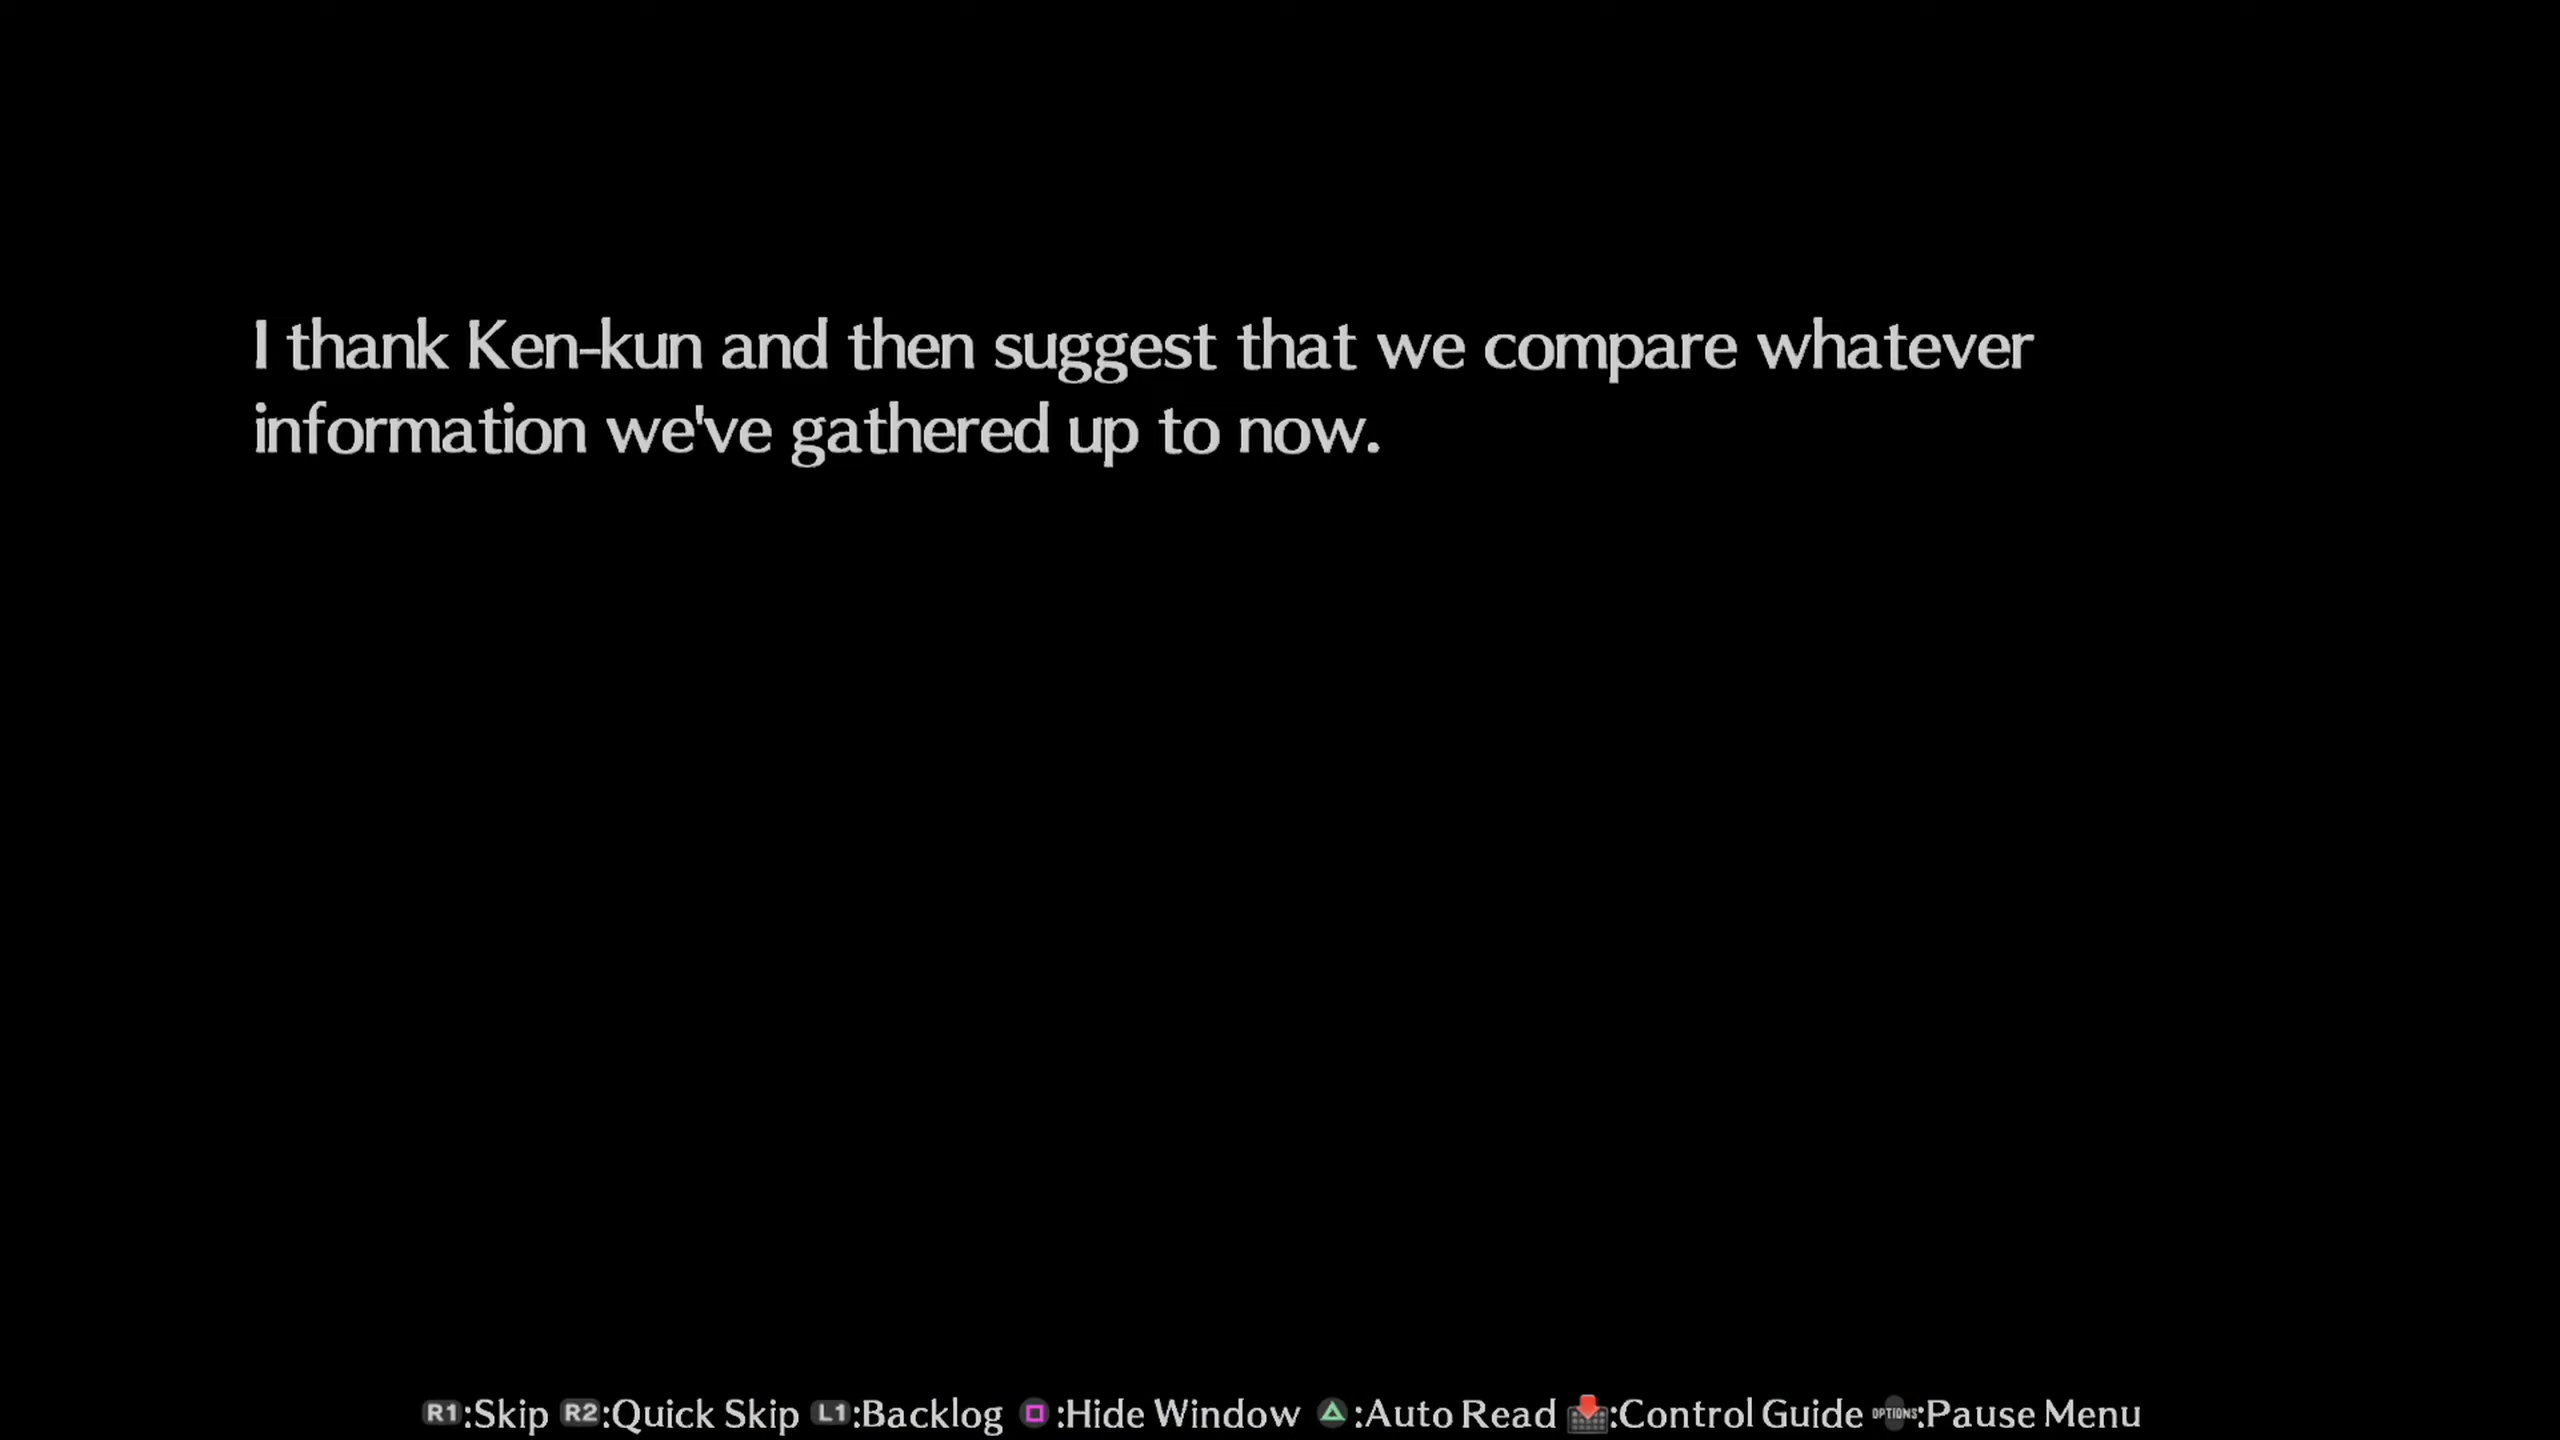 I thank Ken-kun and then suggest that we compare whatever
information we've gathered up to now.
R1:Skip R2:Quick Skip L1:Backlog :Hide Window :Auto Read :Control Guide OPTIONS:Pause Menu